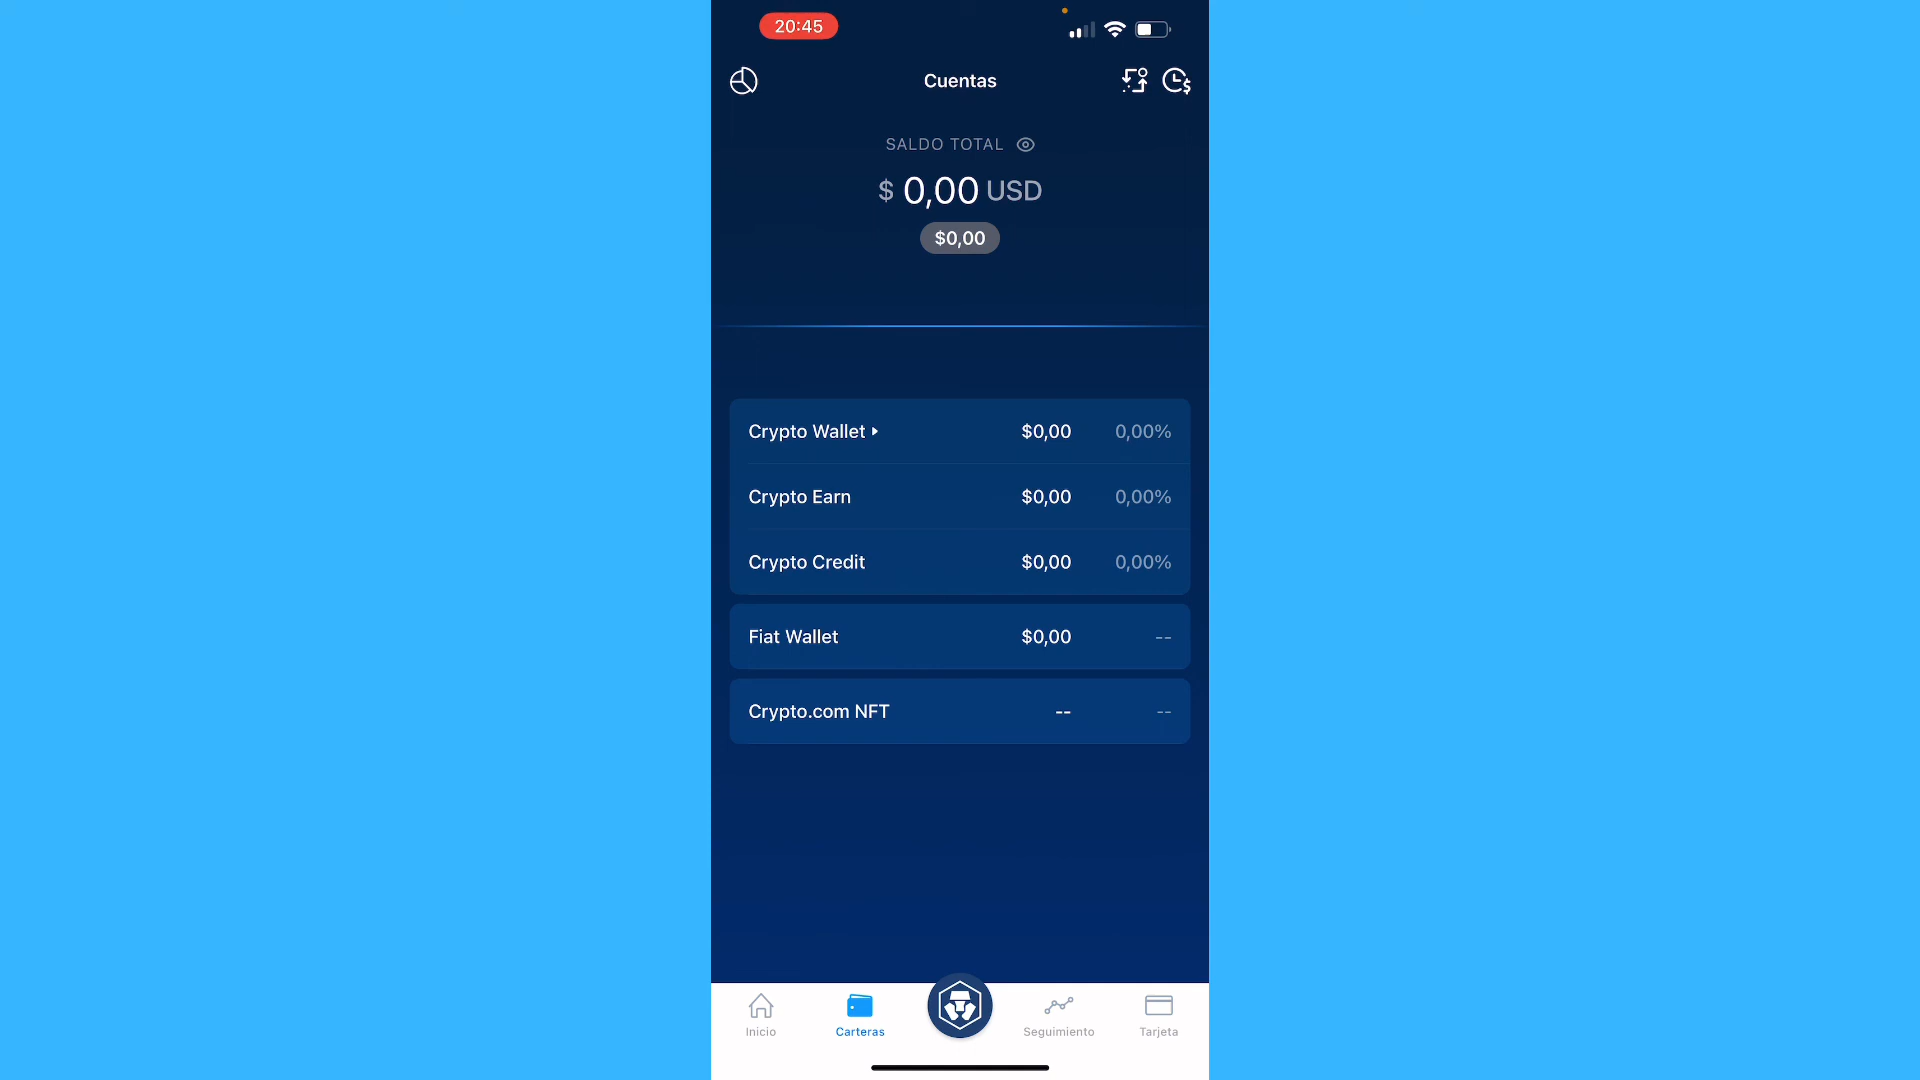 20:45
Cuentas
SALDO TOTAL
$ 0,00 USD
$0,00
Crypto Wallet $0,00 0,00%
Crypto Earn $0,00 0,00%
Crypto Credit $0,00 0,00%
Fiat Wallet $0,00 --
Crypto.com NFT -- --
Inicio Carteras Seguimiento Tarjeta